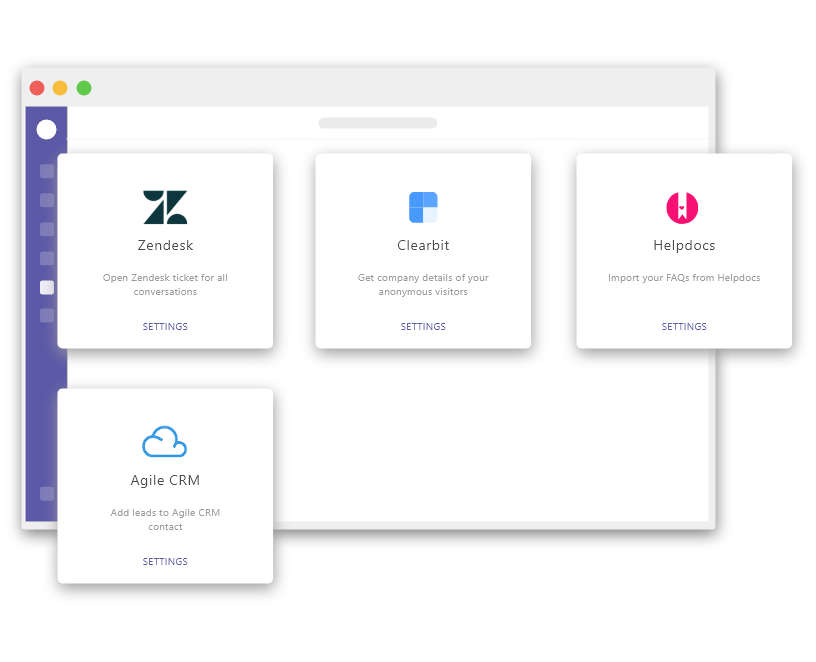 Zendesk
Open Zendesk ticket for all
conversations
SETTINGS
Clearbit
Get company details of your
anonymous visitors
SETTINGS
Helpdocs
Import your FAQs from Helpdocs
SETTINGS
Agile CRM
Add leads to Agile CRM
contact
SETTINGS